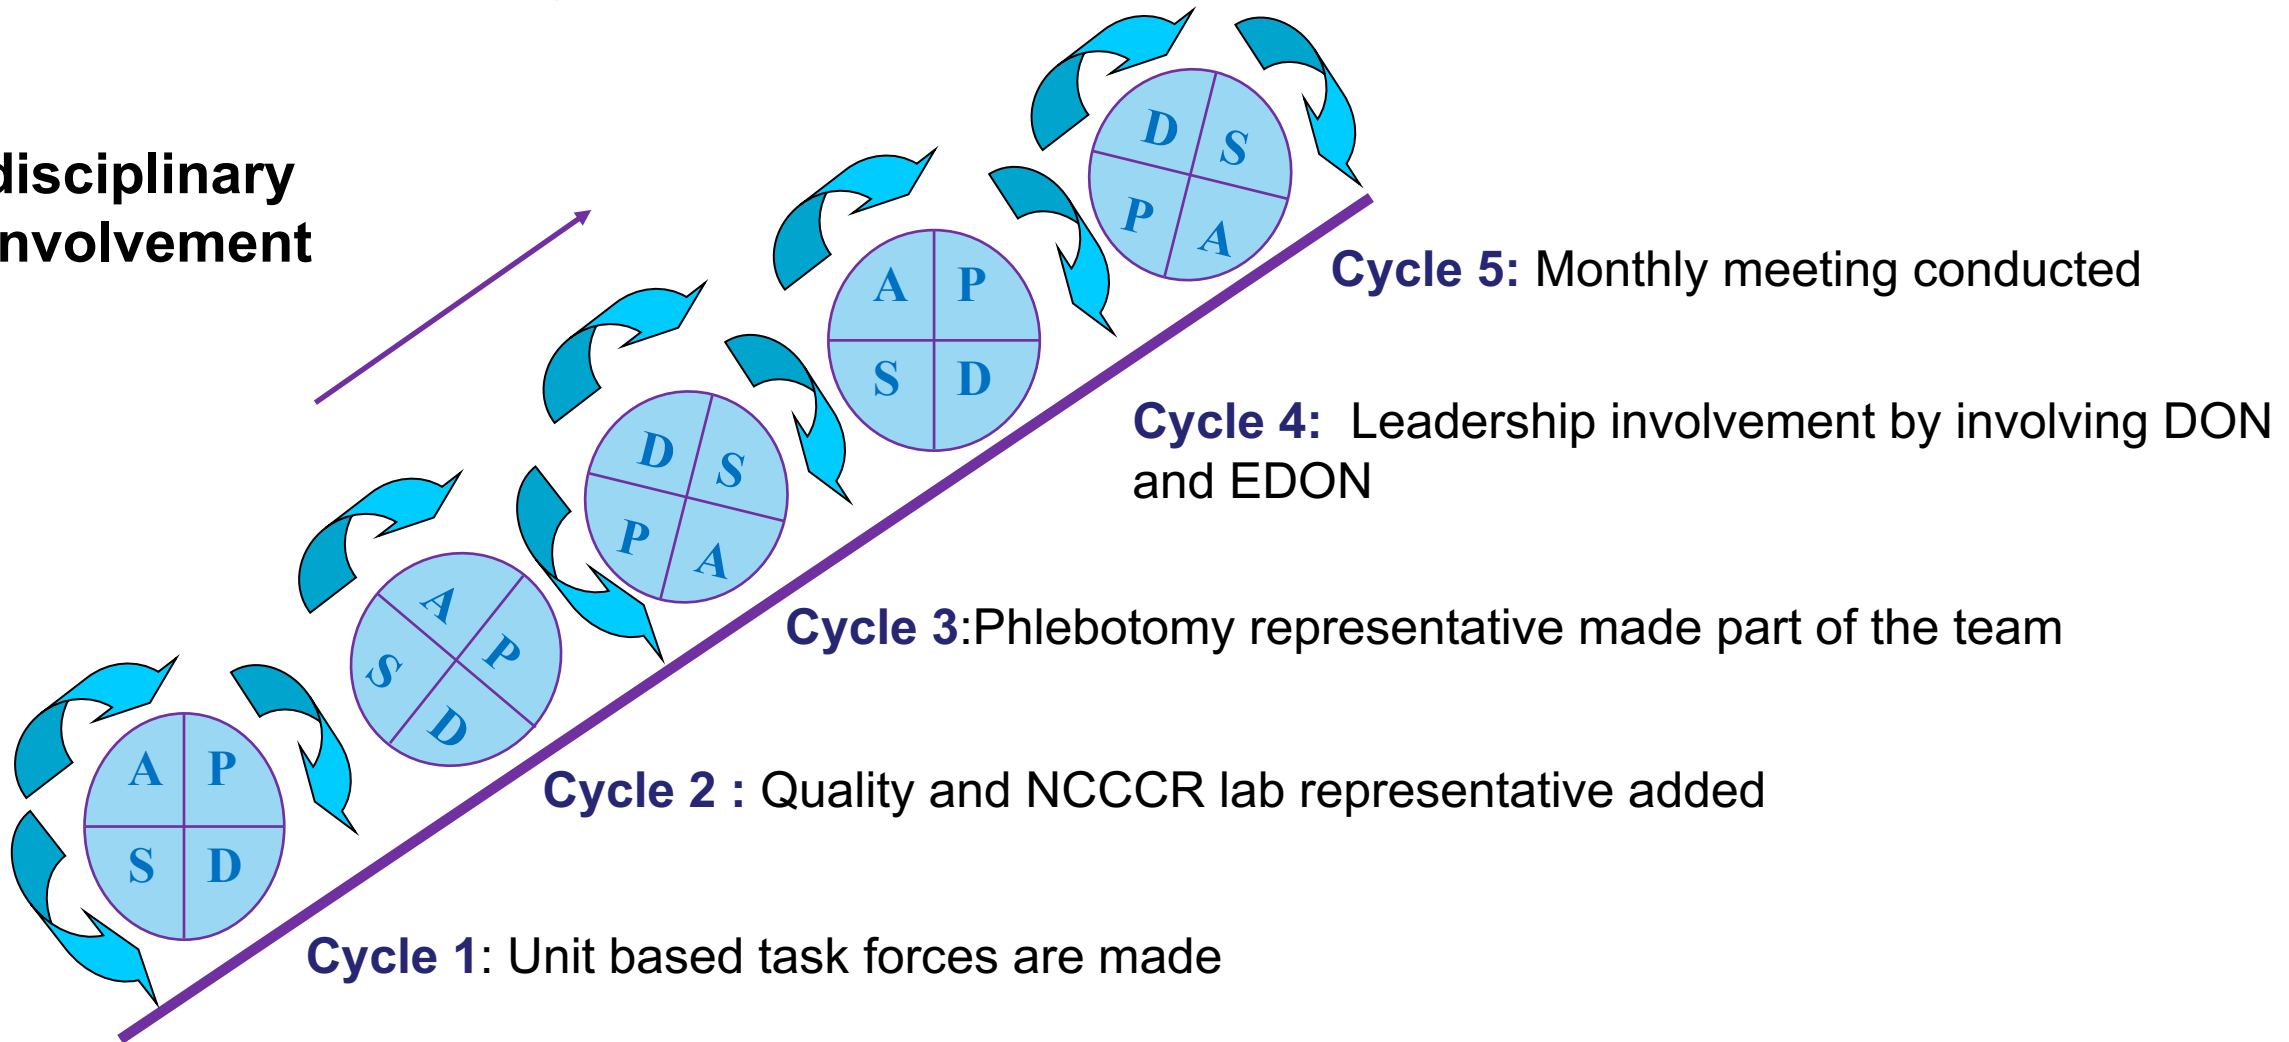 disciplinary
nvolvement
D S
P A
Cycle 5: Monthly meeting conducted
A P
S D
Cycle 4: Leadership involvement by involving DON
and EDON
D S
P A
Cycle 3:Phlebotomy representative made part of the team
A P
S D
Cycle 2 : Quality and NCCCR lab representative added
A P
S D
Cycle 1: Unit based task forces are made